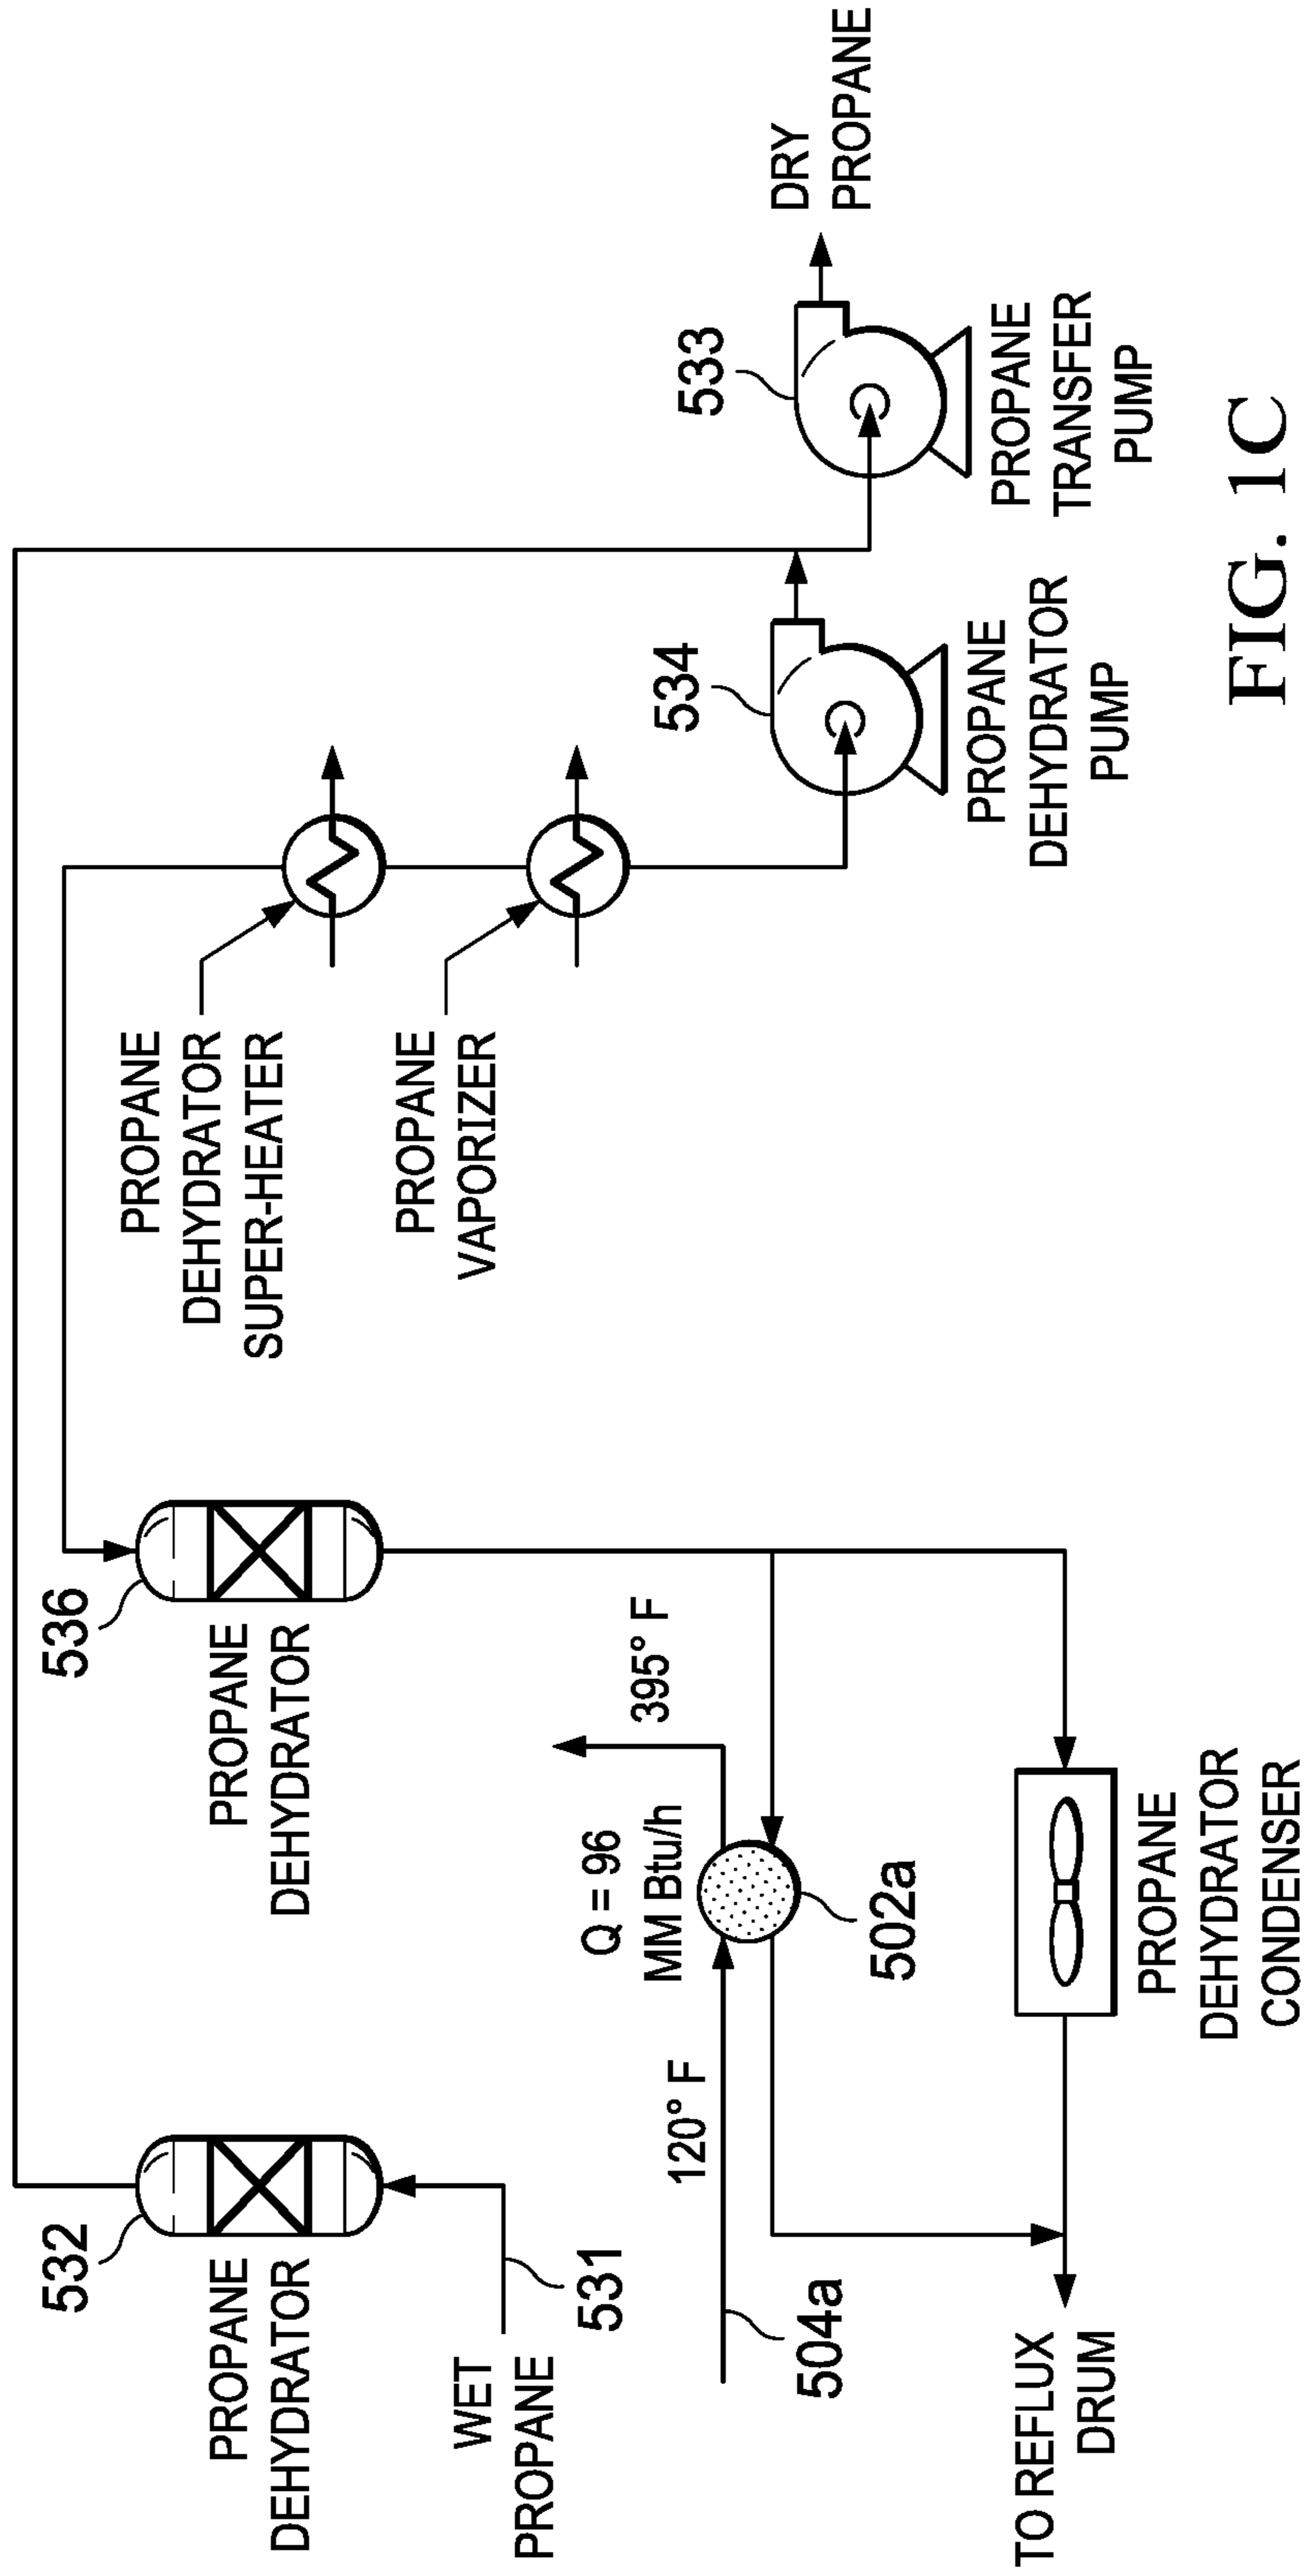 532
PROPANE
DEHYDRATOR
WET
PROPANE
531
536
PROPANE
DEHYDRATOR
PROPANE
DEHYDRATOR
SUPER-HEATER
PROPANE
VAPORIZER
534
PROPANE
DEHYDRATOR
PUMP
533
PROPANE
TRANSFER
PUMP
DRY
PROPANE
Q = 96
MM Btu/h
395° F
120° F
502a
504a
TO REFLUX
DRUM
PROPANE
DEHYDRATOR
CONDENSER
FIG. 1C